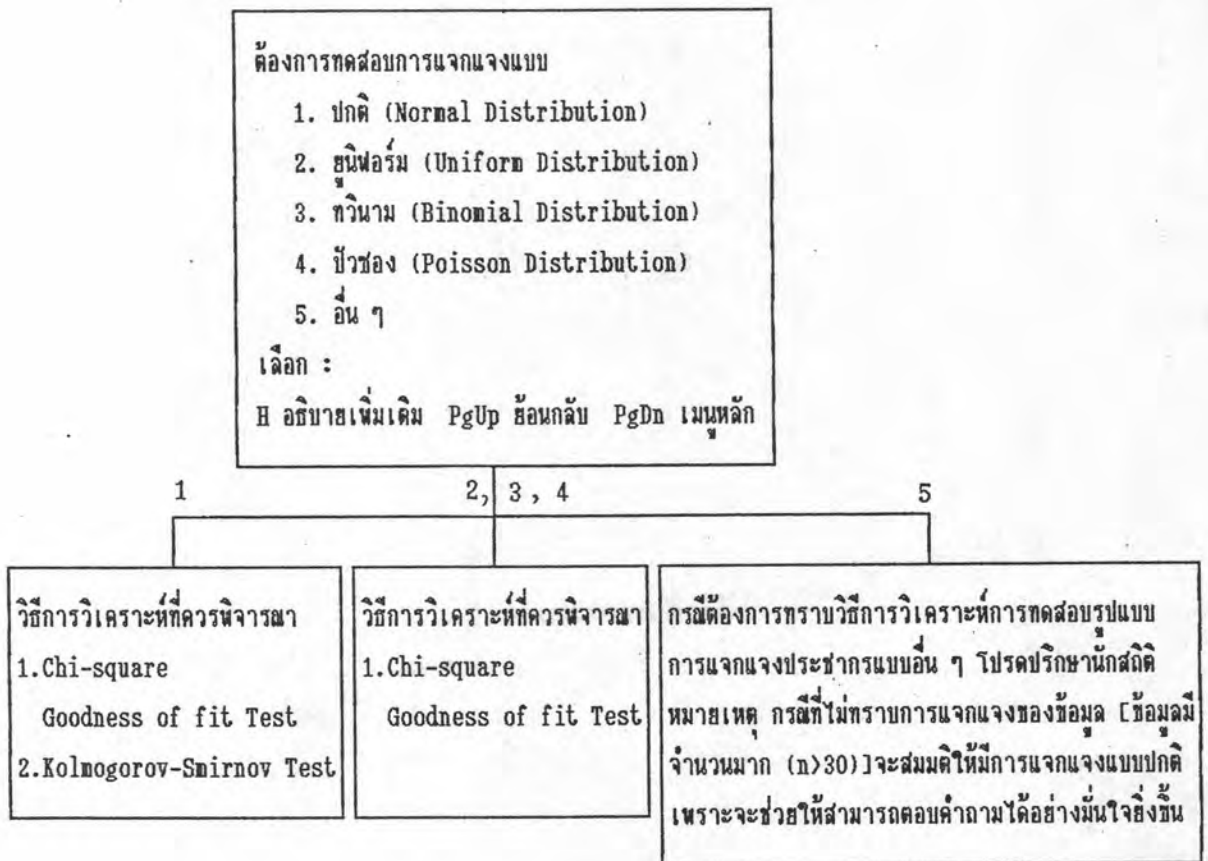 ต้องการทดสอบการแจกแจงแบบ
1. ปกติ (Normal Distribution)
2. ยูนิฟอร์ม (Uniform Distribution)
3. ทวินาม (Binomial Distribution)
4. ปัวซอง (Poisson Distribution)
5. อื่น ๆ
เลือก :
H อธิบายเพิ่มเติม PgUp ย้อนกลับ PgDn เมนูหลัก
1
2, 3 , 4
5
วิธีการวิเคราะห์ที่ควรพิจารณา
1.Chi-square
Goodness of fit Test
2.Kolmogorov-Smirnov Test
วิธีการวิเคราะห์ที่ควรพิจารณา
1.Chi-square
Goodness of fit Test
กรณีต้องการทราบวิธีการวิเคราะห์การทดสอบรูปแบบ
การแจกแจงประชากรแบบอื่น ๆ โปรดปรึกษานักสถิติ
หมายเหตุ กรณีที่ไม่ทราบการแจกแจงของข้อมูล [ข้อมูลมี
จำนวนมาก (n>30)]จะสมมติให้มีการแจกแจงแบบปกติ
เพราะจะช่วยให้สามารถตอบคำถามได้อย่างมั่นใจยิ่งขึ้น